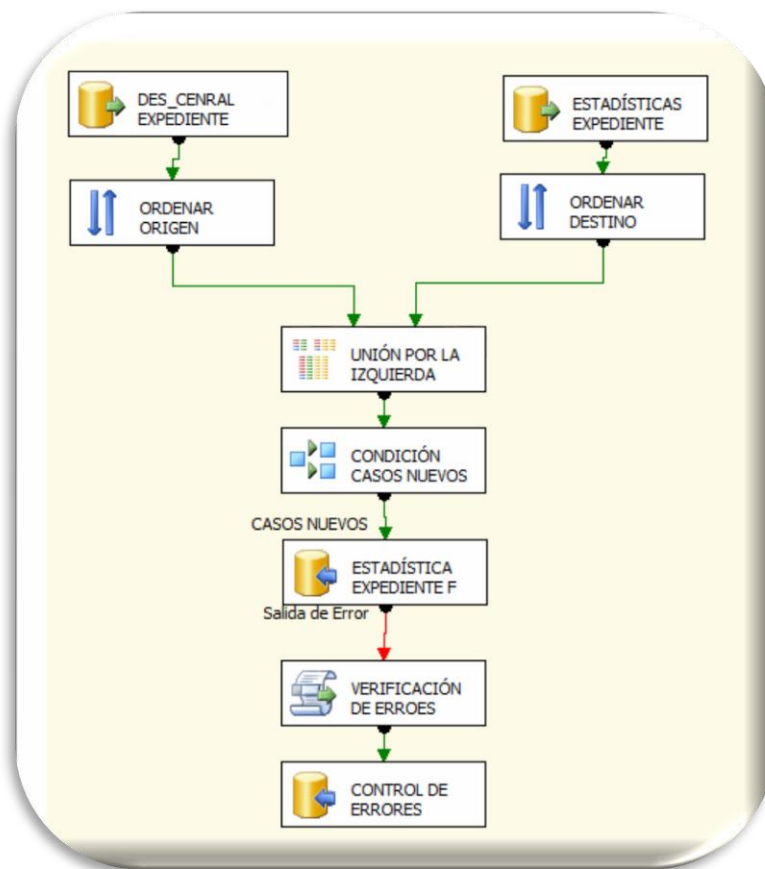 DES_CENRAL
EXPEDIENTE
ESTADÍSTICAS
EXPEDIENTE
ORDENAR
ORIGEN
ORDENAR
DESTINO
UNIÓN POR LA
IZQUIERDA
CONDICIÓN
CASOS NUEVOS
CASOS NUEVOS
ESTADÍSTICA
EXPEDIENTE F
Salida de Error
VERIFICACIÓN
DE ERROES
CONTROL DE
ERRORES